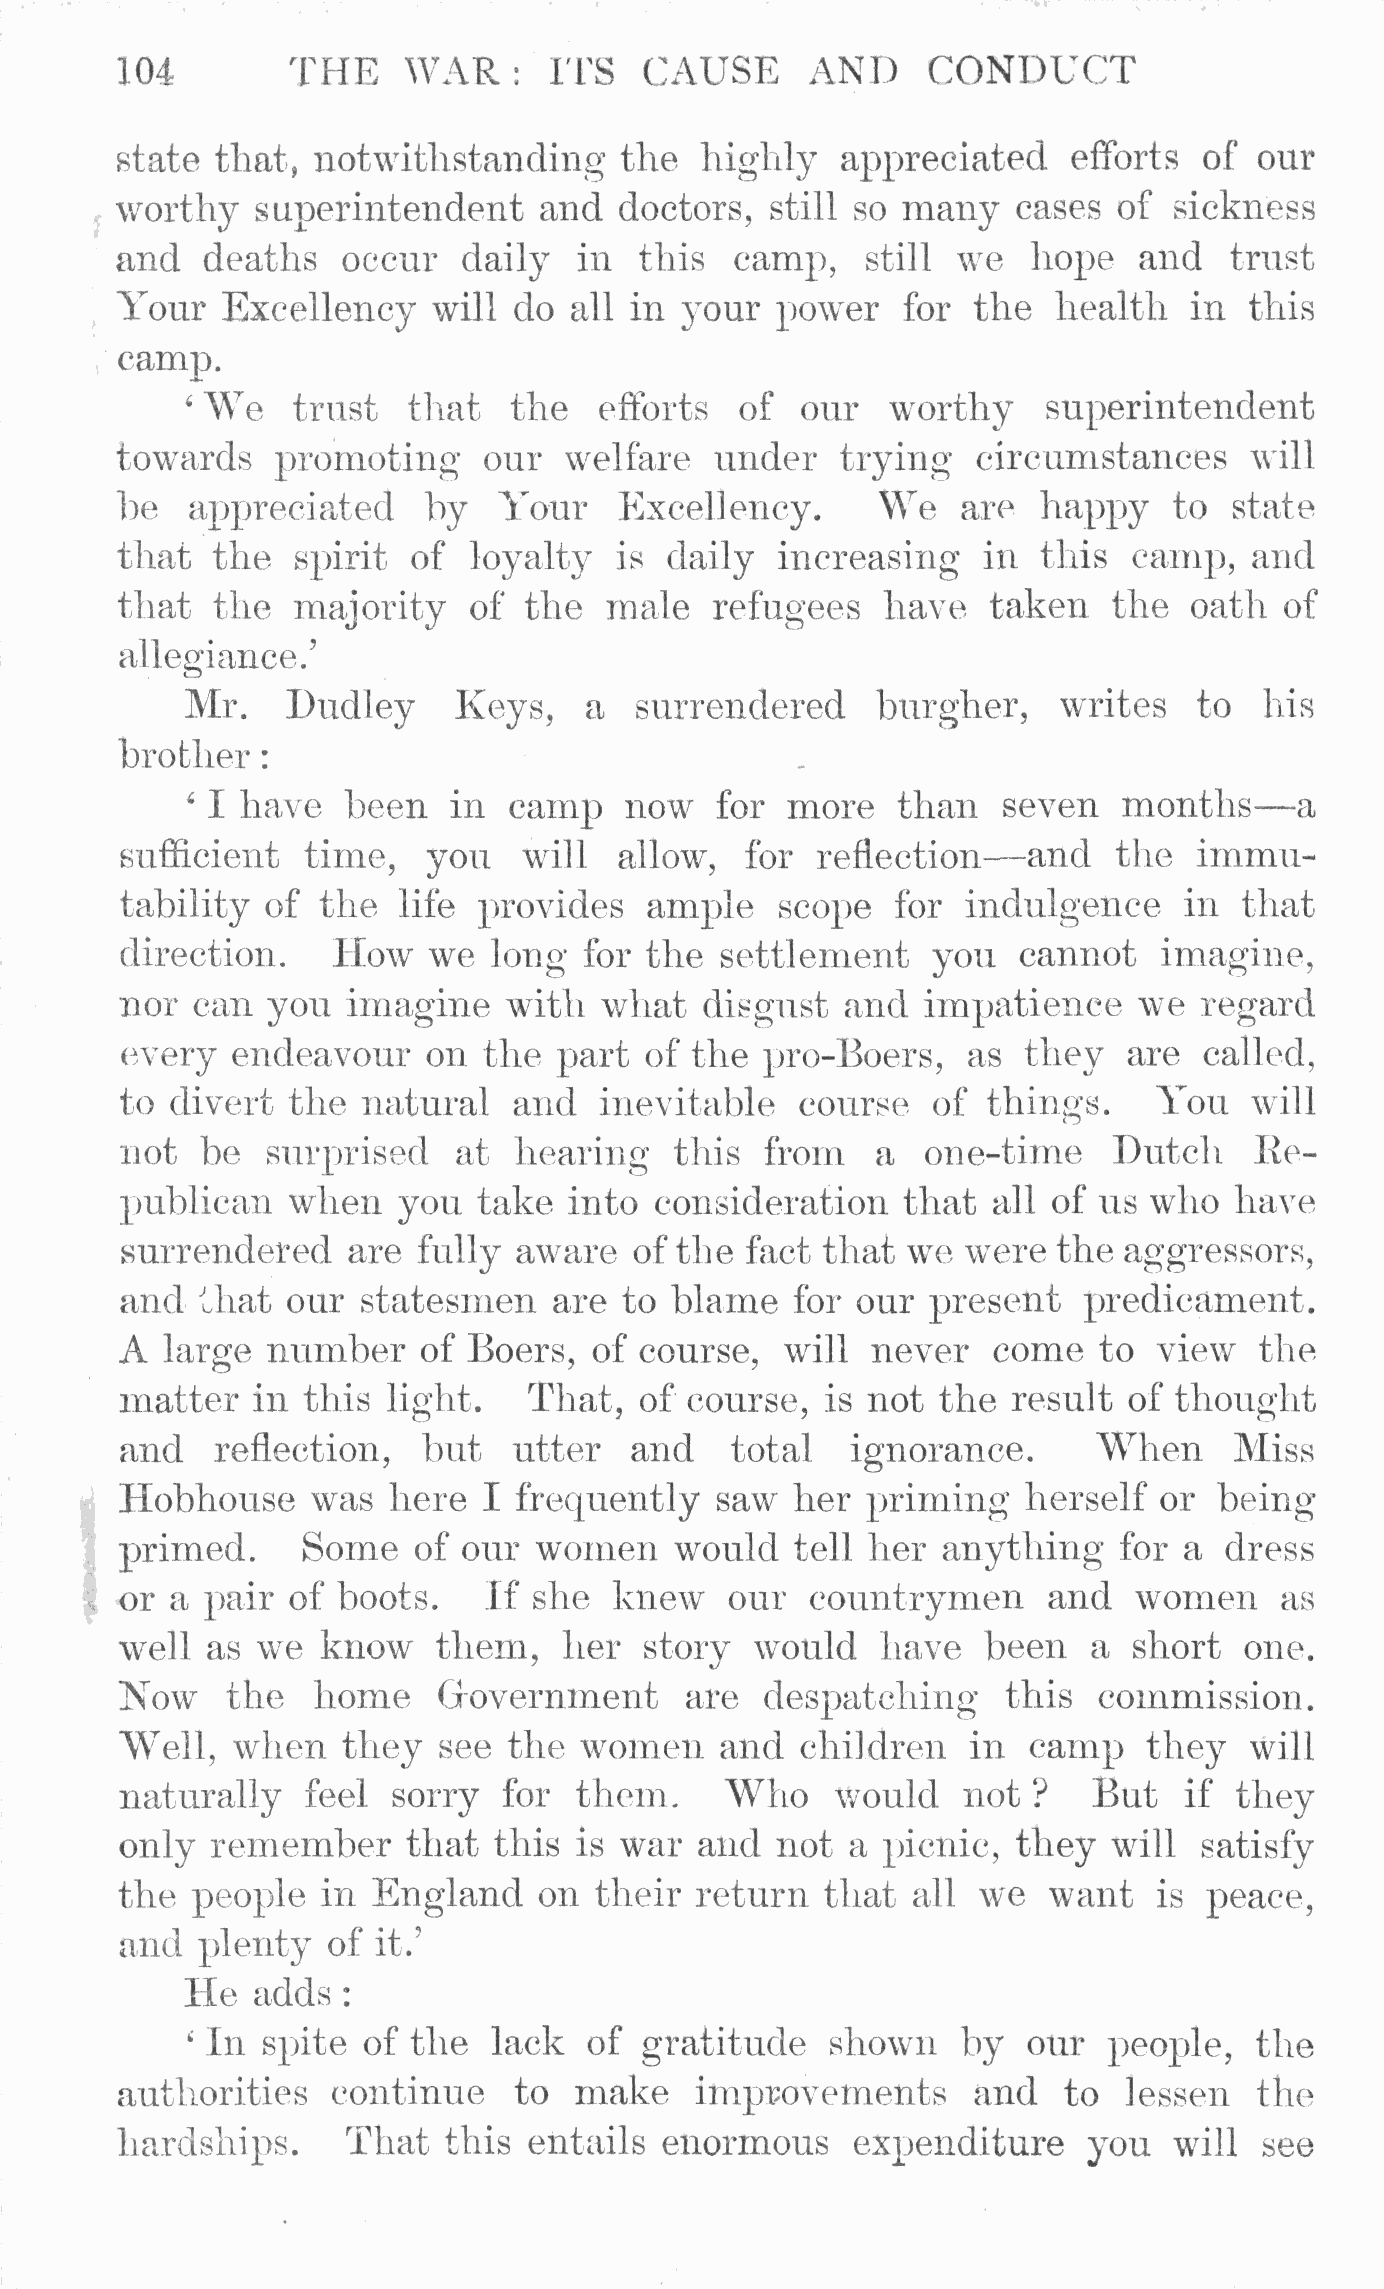 104 THE WAR: ITS CAUSE AND CONDUCT
state that, notwithstanding the highly appreciated efforts of our
worthy superintendent and doctors, still so many cases of sickness
and deaths occur daily in this camp, still we hope and trust
Your Excellency will do all in your power for the health in this
camp.
‘We trust that the efforts of our worthy superintendent
towards promoting our welfare under trying circumstances will
be appreciated by Your Excellency. We are happy to state
that the spirit of loyalty is daily increasing in this camp, and
that the majority of the male refugees have taken the oath of
allegiance.’
Mr. Dudley Keys, a surrendered burgher, writes to his
brother:
‘I have been in camp now for more than seven months—a
sufficient time, you will allow, for reflection—and the immu-
tability of the life provides ample scope for indulgence in that
direction. How we long for the settlement you cannot imagine,
nor can you imagine with what disgust and impatience we regard
every endeavour on the part of the pro-Boers, as they are called,
to divert the natural and inevitable course of things. You will
not be surprised at hearing this from a one-time Dutch Re-
publican when you take into consideration that all of us who have
surrendered are fully aware of the fact that we were the aggressors,
and that our statesmen are to blame for our present predicament.
A large number of Boers, of course, will never come to view the
matter in this light. That, of course, is not the result of thought
and reflection, but utter and total ignorance. When Miss
Hobhouse was here I frequently saw her priming herself or being
primed. Some of our women would tell her anything for a dress
or a pair of boots. If she knew our countrymen and women as
well as we know them, her story would have been a short one.
Now the home Government are despatching this commission.
Well, when they see the women and children in camp they will
naturally feel sorry for them. Who would not? But if they
only remember that this is war and not a picnic, they will satisfy
the people in England on their return that all we want is peace,
and plenty of it.’
He adds:
‘In spite of the lack of gratitude shown by our people, the
authorities continue to make improvements and to lessen the
hardships. That this entails enormous expenditure you will see